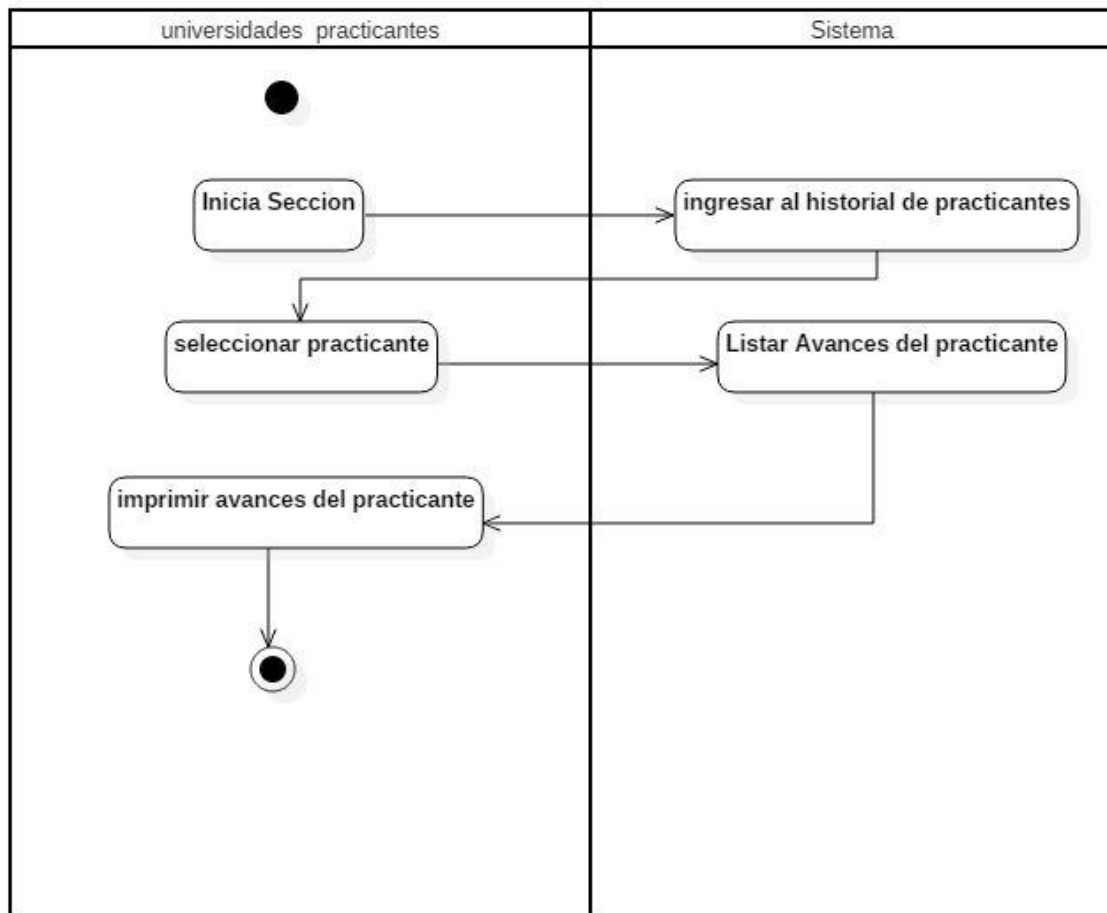 universidades practicantes
Sistema
Inicia Seccion
ingresar al historial de practicantes
seleccionar practicante
Listar Avances del practicante
imprimir avances del practicante